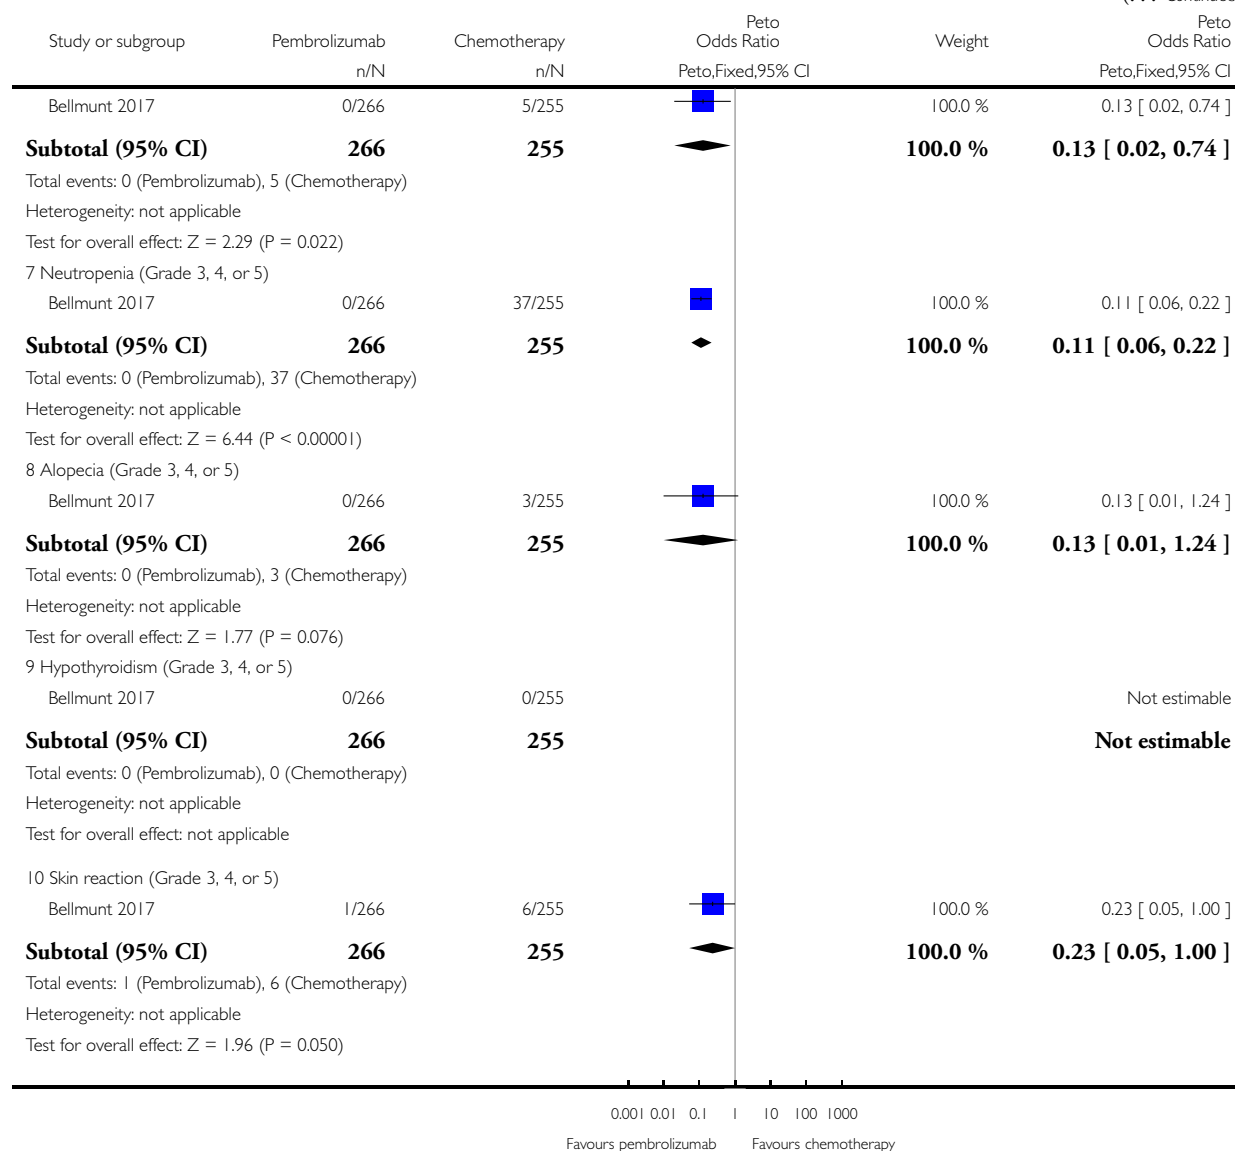 Study or subgroup Pembrolizumab Chemotherapy Peto Odds Ratio Weight Peto Odds Ratio
n/N n/N Peto,Fixed,95% CI Peto,Fixed,95% CI
Bellmunt 2017 0/266 5/255 100.0 % 0.13 [ 0.02, 0.74 ]
Subtotal (95% CI) 266 255 100.0 % 0.13 [ 0.02, 0.74 ]
Total events: 0 (Pembrolizumab), 5 (Chemotherapy)
Heterogeneity: not applicable
Test for overall effect: Z = 2.29 (P = 0.022)
7 Neutropenia (Grade 3, 4, or 5)
Bellmunt 2017 0/266 37/255 100.0 % 0.11 [ 0.06, 0.22 ]
Subtotal (95% CI) 266 255 100.0 % 0.11 [ 0.06, 0.22 ]
Total events: 0 (Pembrolizumab), 37 (Chemotherapy)
Heterogeneity: not applicable
Test for overall effect: Z = 6.44 (P < 0.00001)
8 Alopecia (Grade 3, 4, or 5)
Bellmunt 2017 0/266 3/255 100.0 % 0.13 [ 0.01, 1.24 ]
Subtotal (95% CI) 266 255 100.0 % 0.13 [ 0.01, 1.24 ]
Total events: 0 (Pembrolizumab), 3 (Chemotherapy)
Heterogeneity: not applicable
Test for overall effect: Z = 1.77 (P = 0.076)
9 Hypothyroidism (Grade 3, 4, or 5)
Bellmunt 2017 0/266 0/255 Not estimable
Subtotal (95% CI) 266 255 Not estimable
Total events: 0 (Pembrolizumab), 0 (Chemotherapy)
Heterogeneity: not applicable
Test for overall effect: not applicable
10 Skin reaction (Grade 3, 4, or 5)
Bellmunt 2017 1/266 6/255 100.0 % 0.23 [ 0.05, 1.00 ]
Subtotal (95% CI) 266 255 100.0 % 0.23 [ 0.05, 1.00 ]
Total events: 1 (Pembrolizumab), 6 (Chemotherapy)
Heterogeneity: not applicable
Test for overall effect: Z = 1.96 (P = 0.050)
0.001 0.01 0.1 1 10 100 1000
Favours pembrolizumab Favours chemotherapy